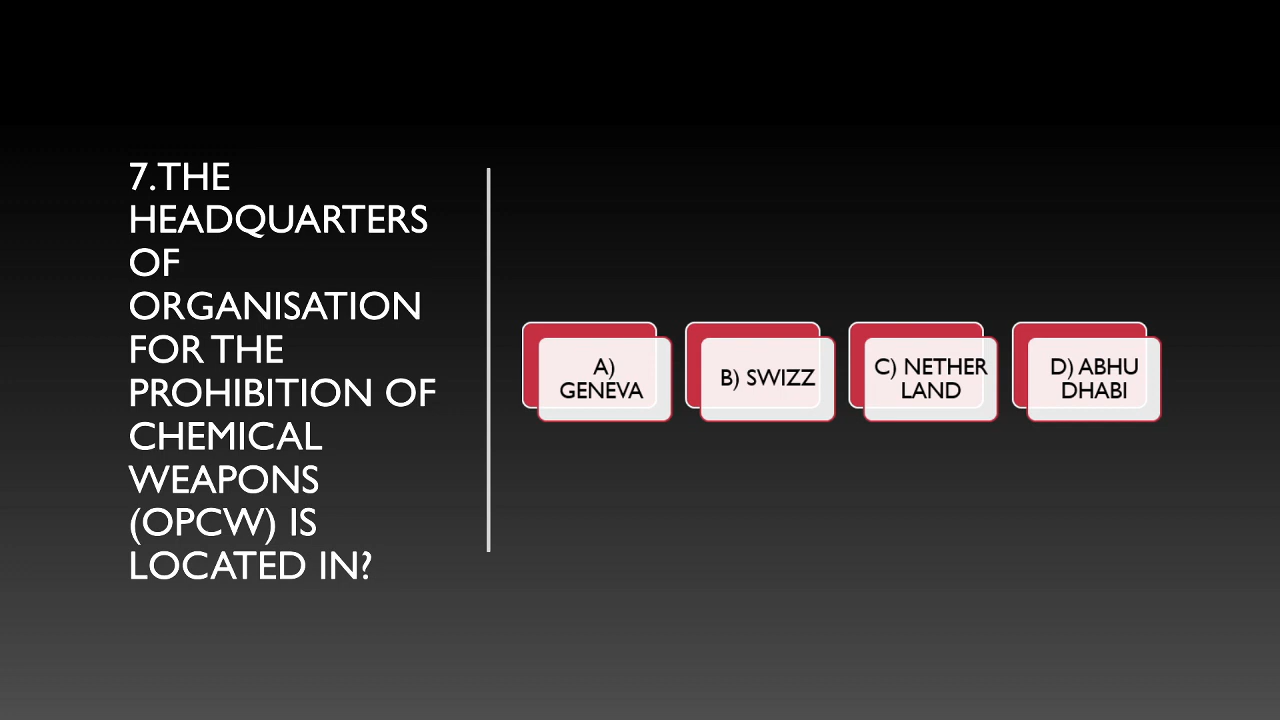 7.THE
HEADQUARTERS
OF
ORGANISATION
FOR THE
PROHIBITION OF
CHEMICAL
WEAPONS
(OPCW) IS
LOCATED IN?
A)
GENEVA
B) SWIZZ
C) NETHER
LAND
D) ABHU
DHABI